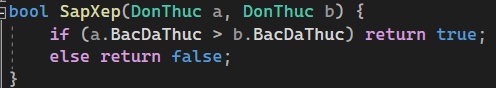 bool SapXep(DonThuc a, DonThuc b) {
if (a.BacDaThuc > b.BacDaThuc) return true;
else return false;
}